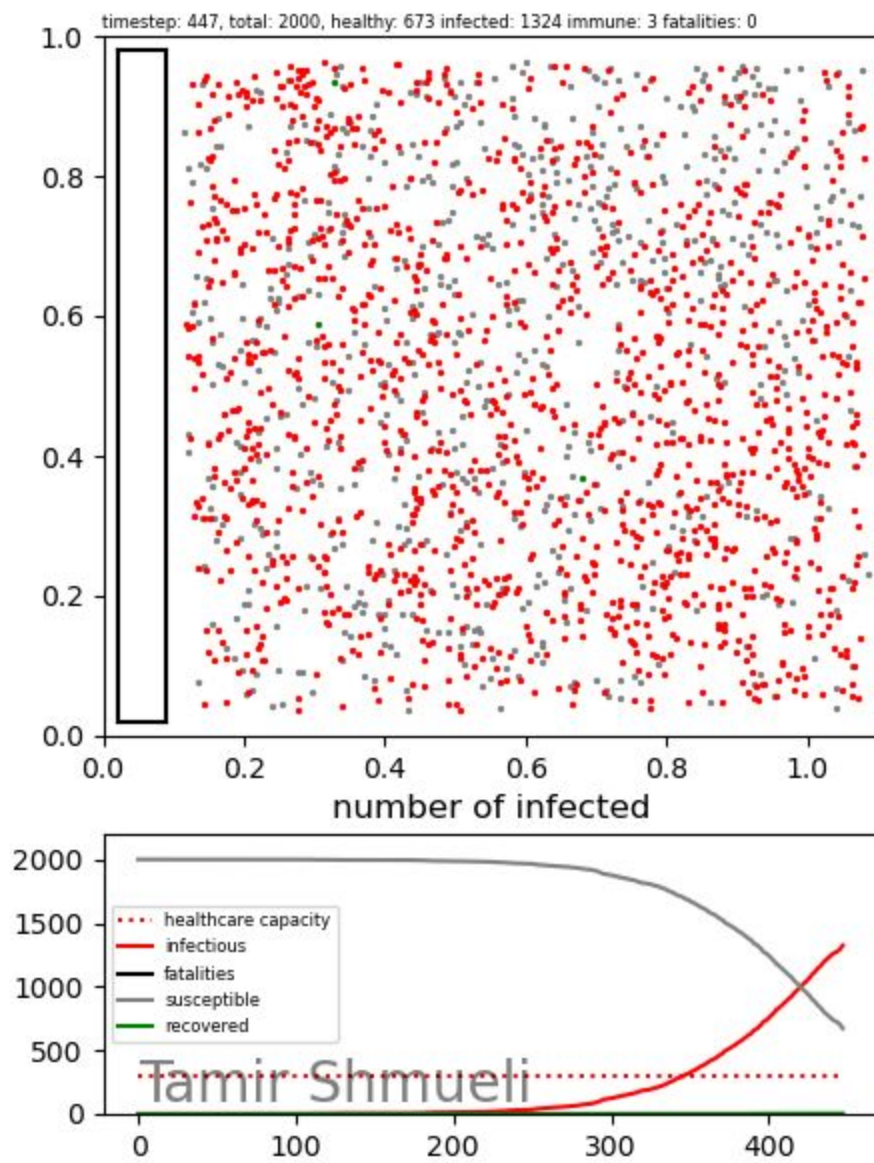 timestep: 447, total: 2000, healthy: 673 infected: 1324 immune: 3 fatalities: 0
1.0
0.8
0.6
0.4
0.2
0.0
0.0 0.2 0.4 0.6 0.8 1.0
number of infected
2000
1500
1000
500
0
healthcare capacity
infectious
fatalities
susceptible
recovered
Tamir Shmueli
0 100 200 300 400